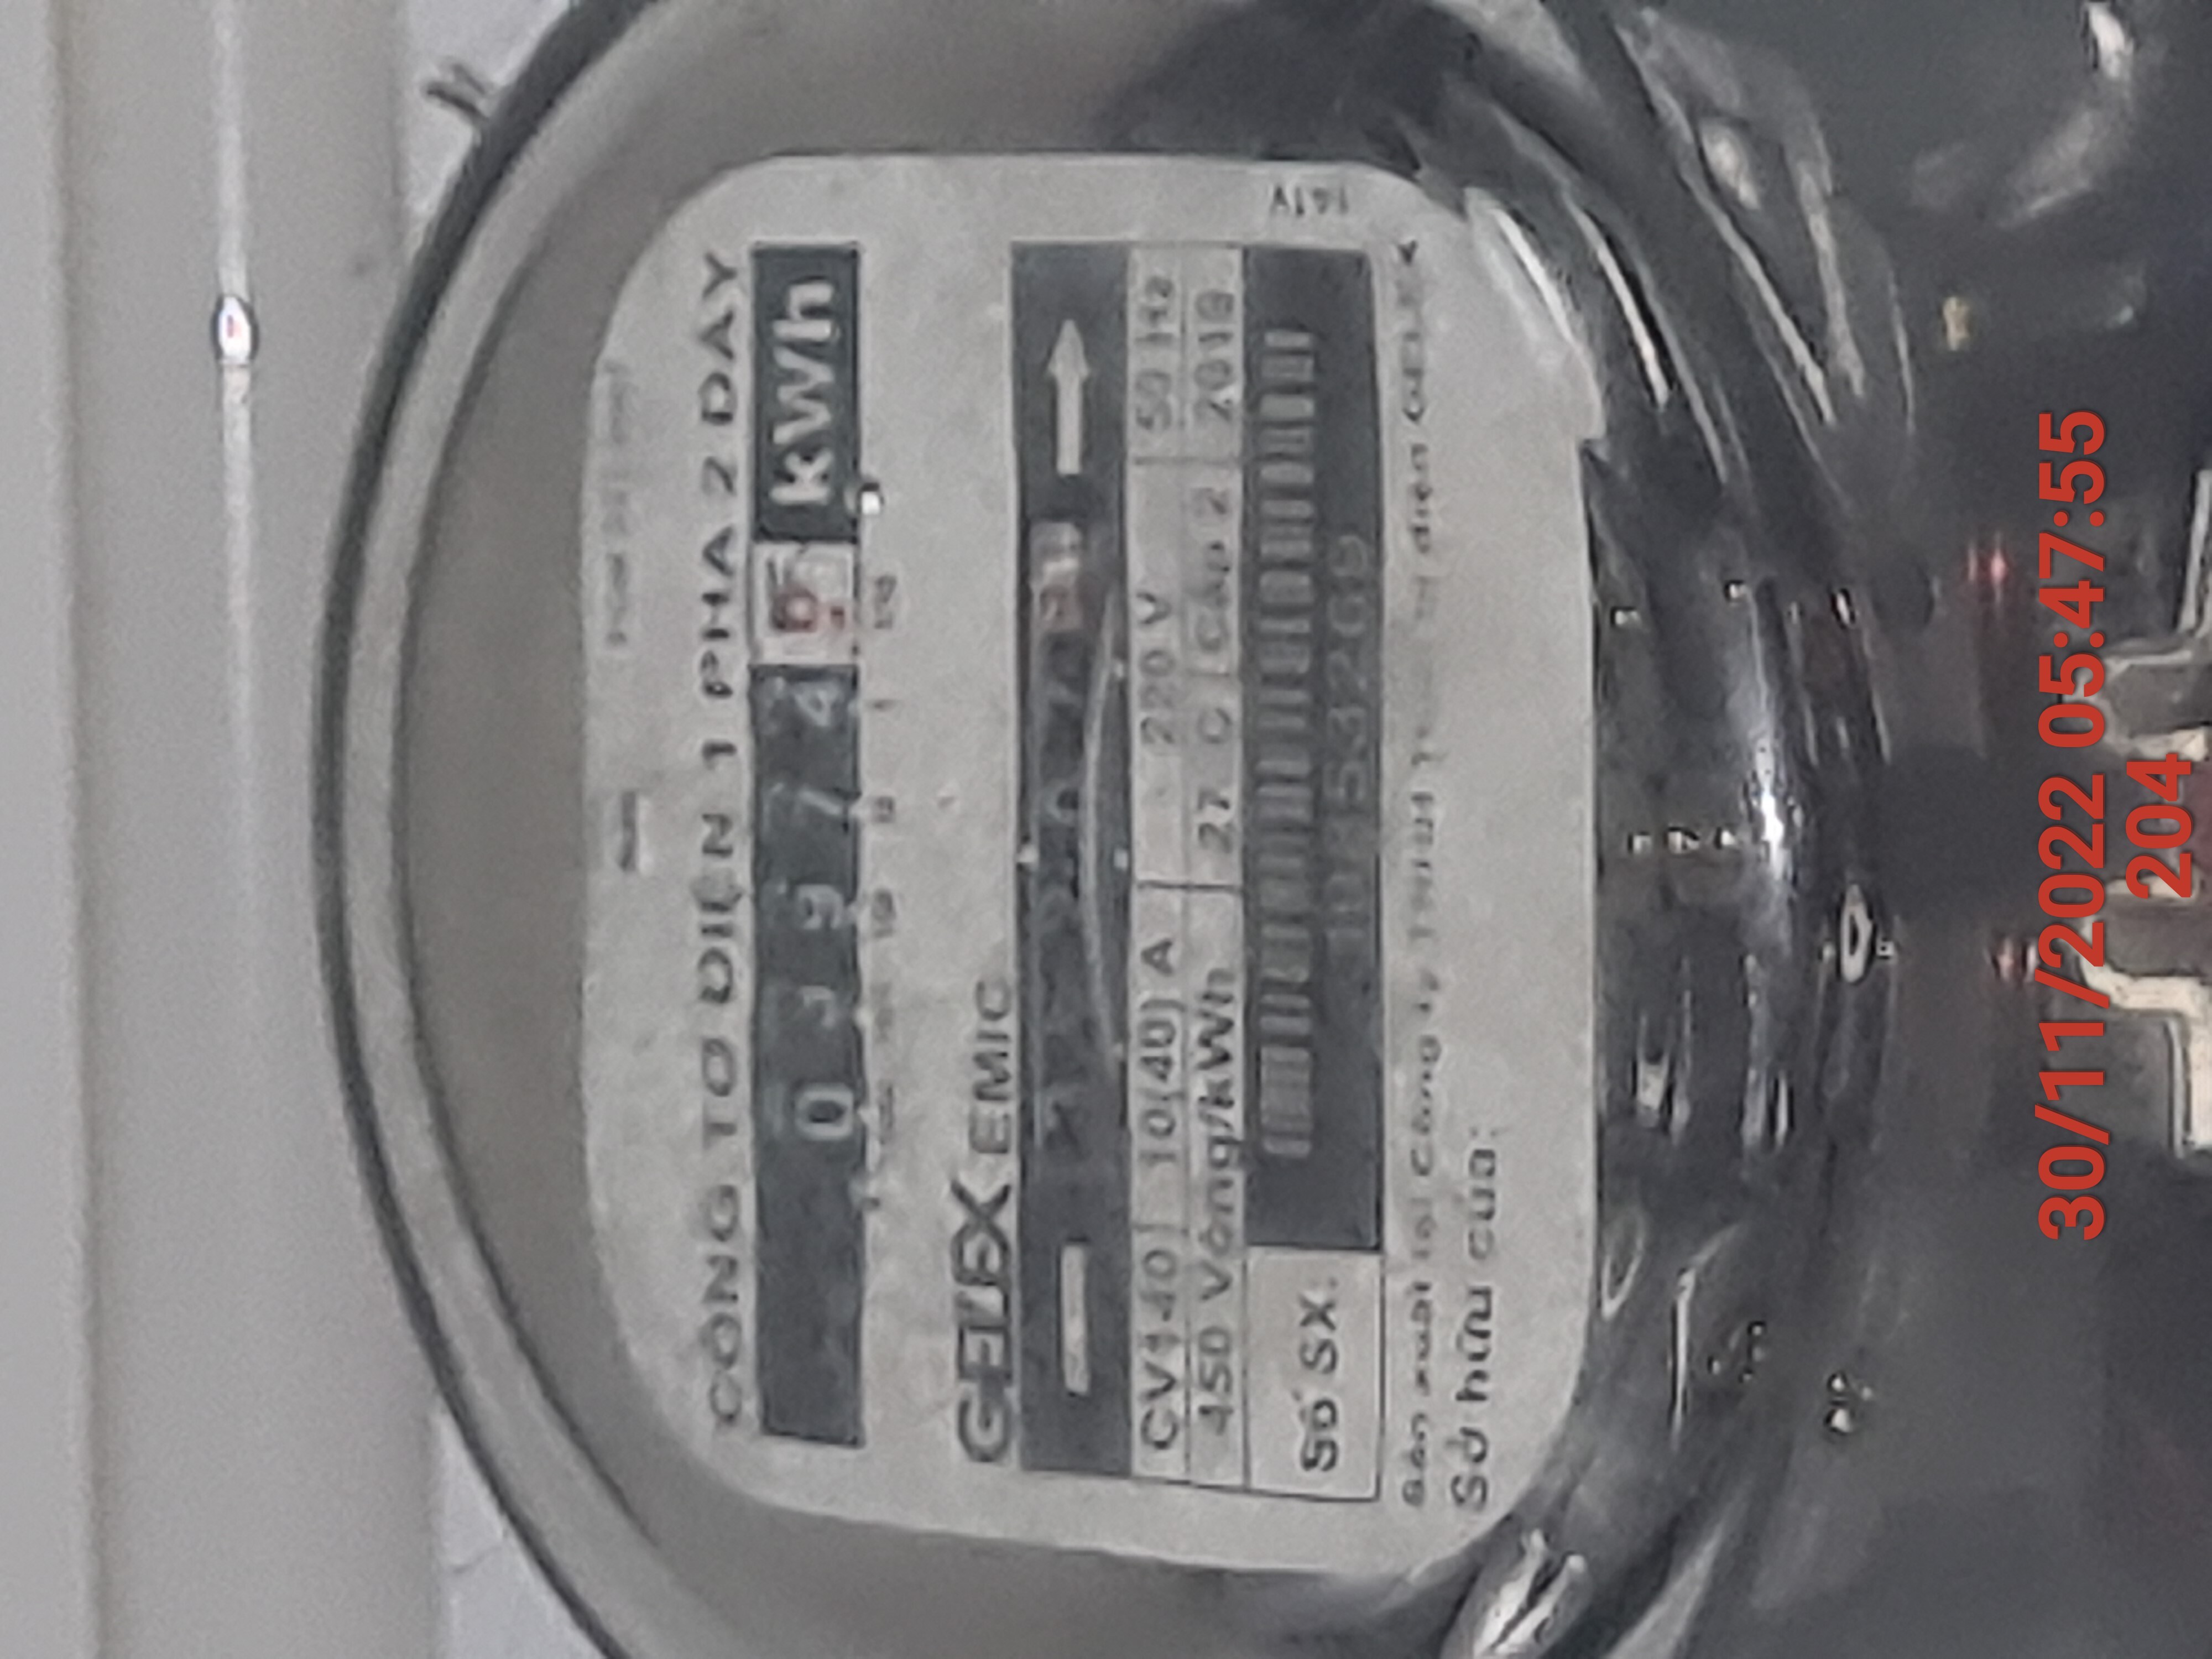 CÔNG TƠ ĐIỆN 1 PHA 2 DÂY
0 3 9 7 4 kWh
GELEX EMIC
CV140 10(40) A 220 V 50 Hz
450 Vòng/kWh 27°C Cấp 2 2018
Số SX:
Sở hữu của:
30/11/2022 05:47:55
204